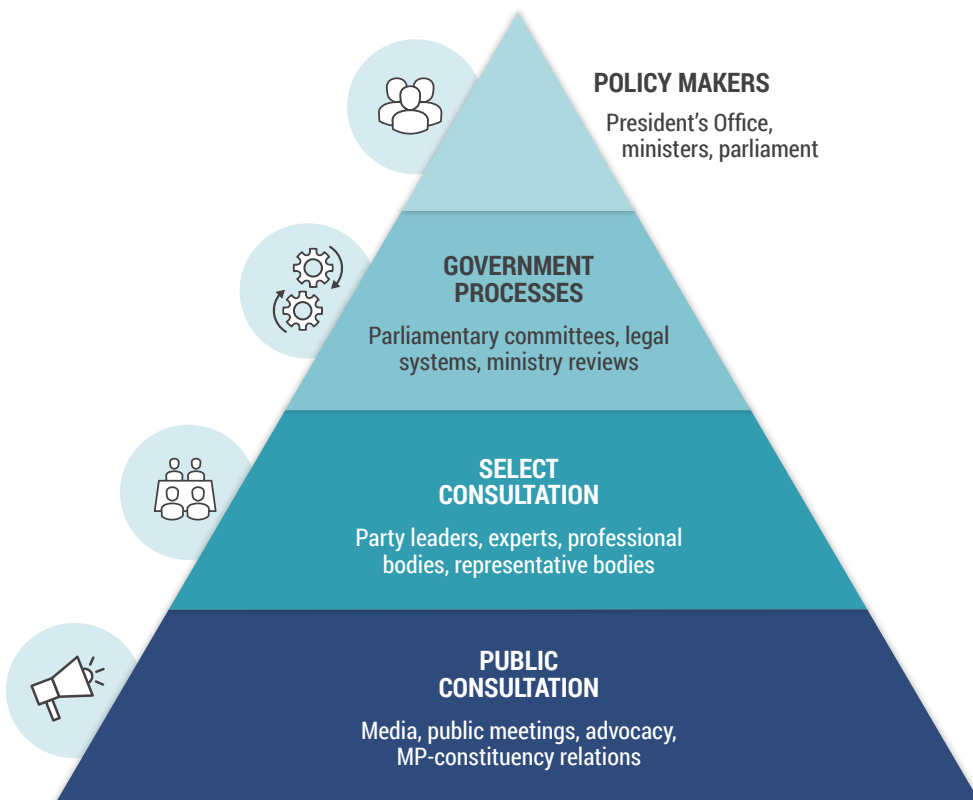 POLICY MAKERS
President's Office,
ministers, parliament
GOVERNMENT
PROCESSES
Parliamentary committees, legal
systems, ministry reviews
SELECT
CONSULTATION
Party leaders, experts, professional
bodies, representative bodies
PUBLIC
CONSULTATION
Media, public meetings, advocacy,
MP-constituency relations